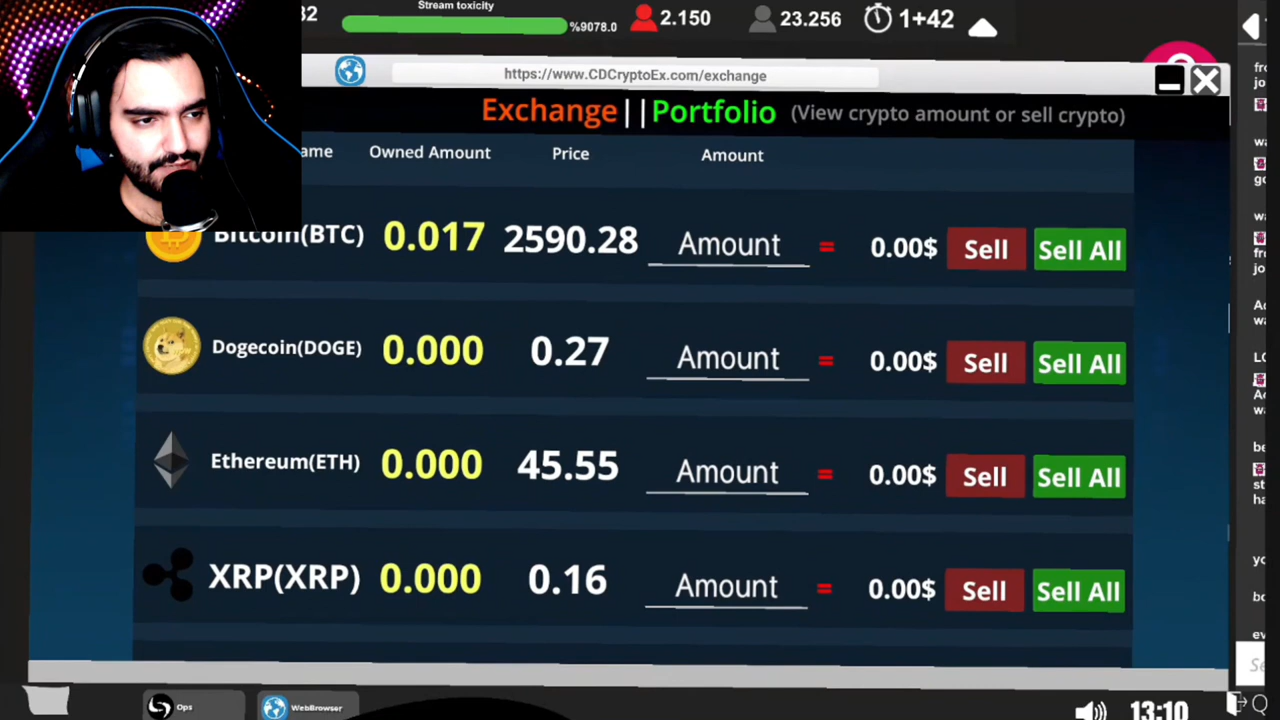 32
Stream toxicity
%9078.0
2.150
23.256
1+42
https://www.CDCryptoEx.com/exchange
Exchange||Portfolio (View crypto amount or sell crypto)
ame Owned Amount Price Amount
Bitcoin(BTC) 0.017 2590.28 Amount = 0.00$ Sell Sell All
Dogecoin(DOGE) 0.000 0.27 Amount = 0.00$ Sell Sell All
Ethereum(ETH) 0.000 45.55 Amount = 0.00$ Sell Sell All
XRP(XRP) 0.000 0.16 Amount = 0.00$ Sell Sell All
Ops
WebBrowser
13:10